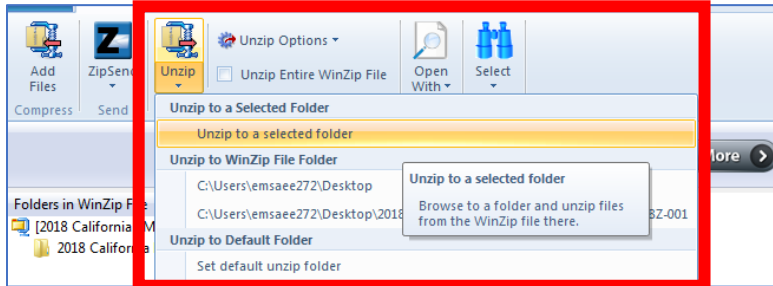 Add
Files
ZipSend
Unzip
Unzip Options
Unzip Entire WinZip File
Open
With
Select
Compress
Send
Unzip to a Selected Folder
Unzip to a selected folder
Unzip to WinZip File Folder
More
C:\Users\emsaee272\Desktop
Unzip to a selected folder
Browse to a folder and unzip files
from the WinZip file there.
Folders in WinZip File
C:\Users\emsaee272\Desktop\2018
BZ-001
[2018 California M
Unzip to Default Folder
2018 California
Set default unzip folder